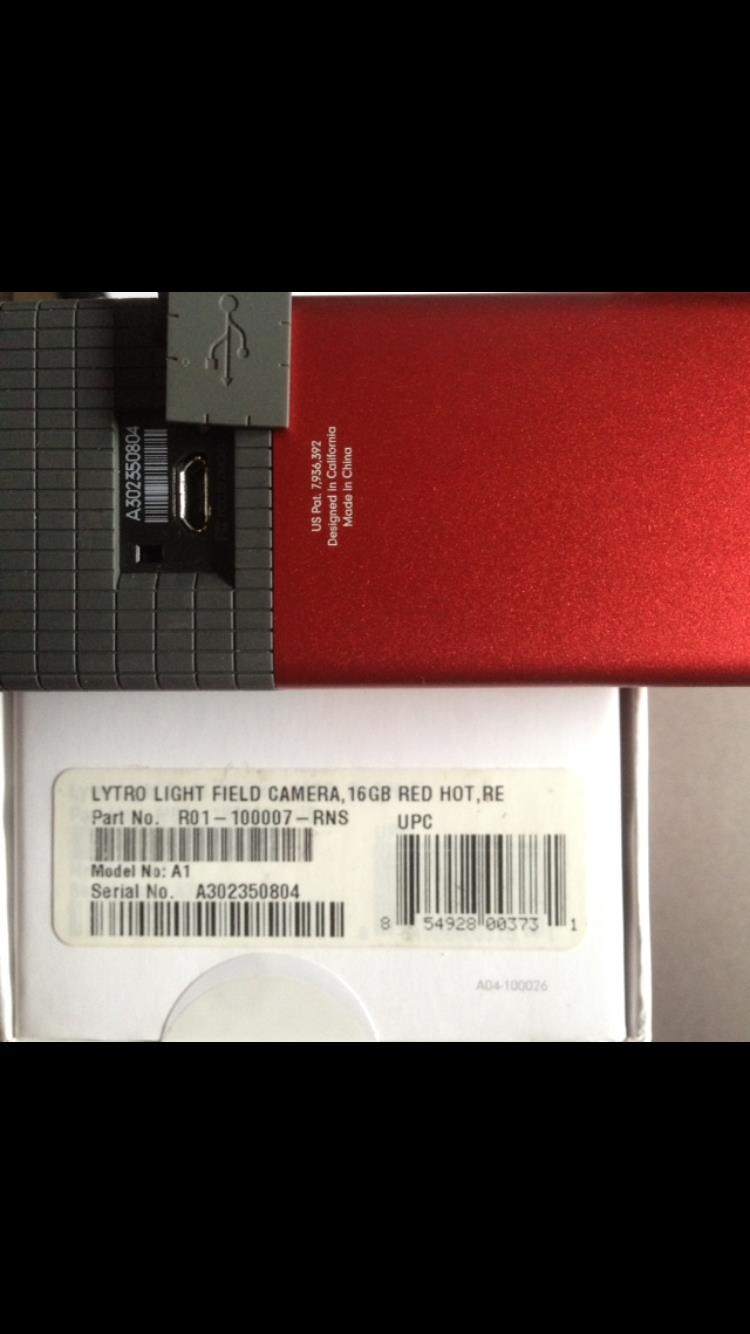 A302350804
US Pat. 7,936,392
Designed in California
Made in China
LYTRO LIGHT FIELD CAMERA,16GB RED HOT,RE
Part No. R01-100007-RNS
UPC
Model No: A1
Serial No. A302350804
8 54928 00373 1
A04-100026